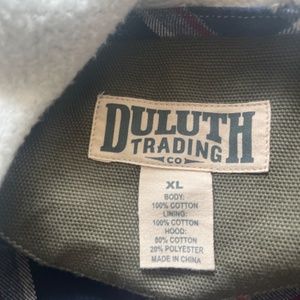 DULUTH
TRADING
CO
XL
BODY:
100% COTTON
LINING:
100% COTTON
HOOD:
80% COTTON
20% POLYESTER
MADE IN CHINA